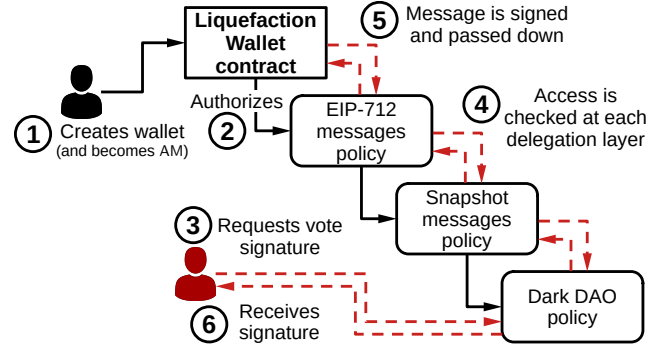 Liquefaction
Wallet
contract
5
Message is signed
and passed down
1
Creates wallet
(and becomes AM)
Authorizes
2
EIP-712
messages
policy
4
Access is
checked at each
delegation layer
Snapshot
messages
policy
3
Requests vote
signature
6
Receives
signature
Dark DAO
policy